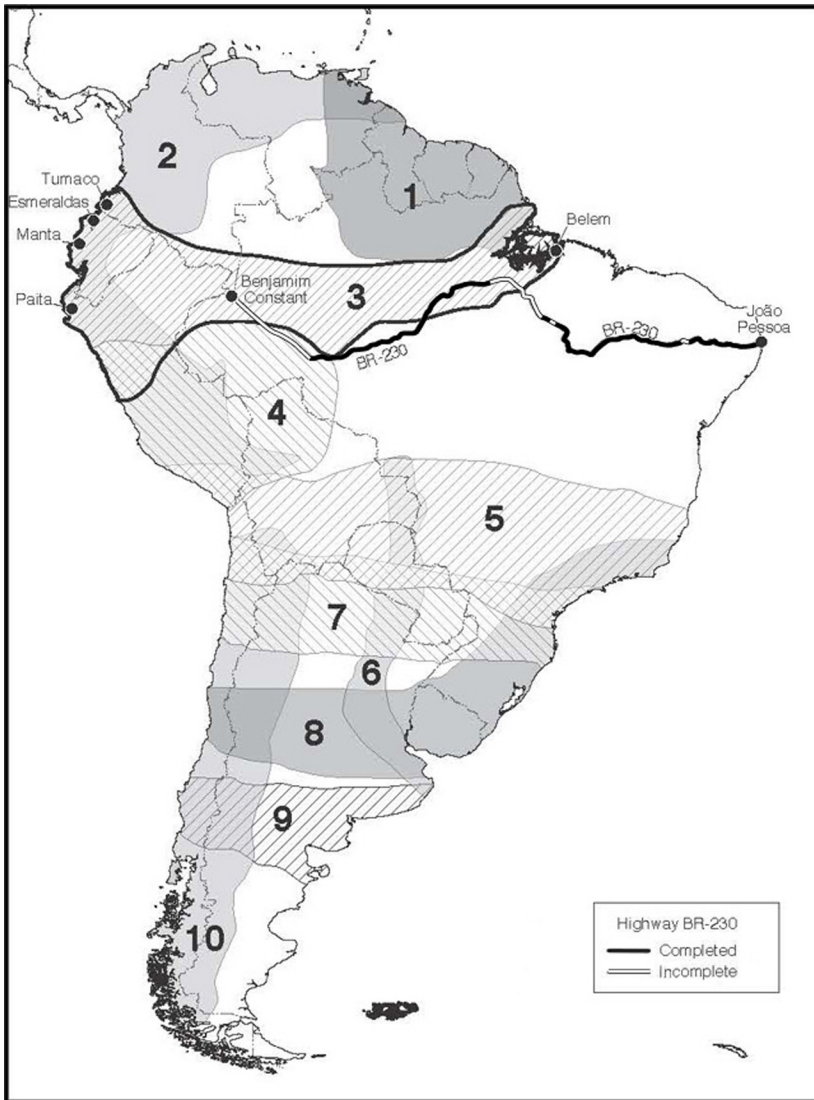 2
1
Tumaco
Esmeraldas
Manta
Belem
Benjamim
Constant
3
Paita
João
Pessoa
BR-230
BR-230
4
5
7
6
8
9
10
Highway BR-230
Completed
Incomplete